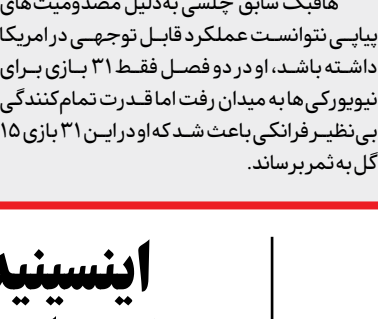 هافبک سابق چلسی به‌دلیل مصدومیت‌های
پیاپی نتوانست عملکرد قابل توجهی در امریکا
داشته باشد، او در دو فصل فقط ۳۱ بازی برای
نیویورکی‌ها به میدان رفت اما قدرت تمام‌کنندگی
بی‌نظیر فرانکی باعث شد که او در این ۳۱ بازی ۱۵
گل به ثمر برساند.